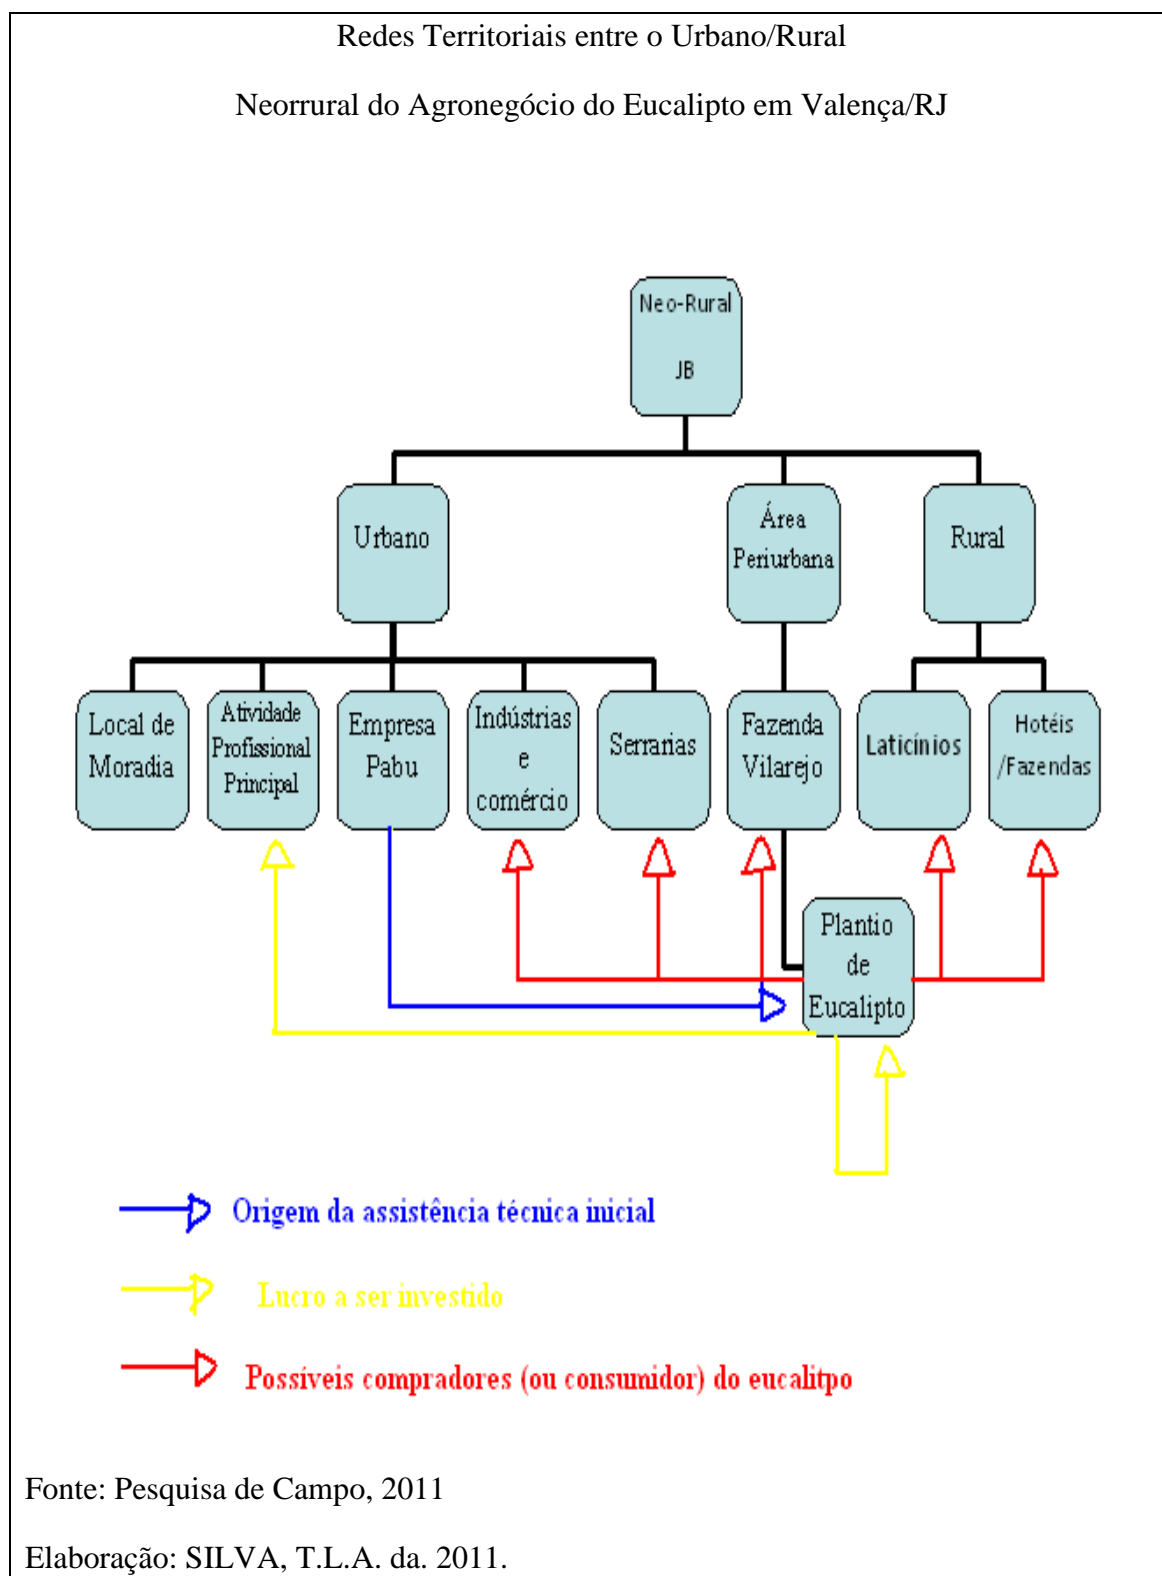 Redes Territoriais entre o Urbano/Rural
Neorrural do Agronegócio do Eucalipto em Valença/RJ
Neo-Rural
JB
Urbano
Área
Periurbana
Rural
Local de
Moradia
Atividade
Profissional
Principal
Empresa
Pabu
Indústrias
e
comércio
Serrarias
Fazenda
Vilarejo
Laticínios
Hotéis
/Fazendas
Plantio
de
Eucalipto
Origem da assistência técnica inicial
Lucro a ser investido
Possíveis compradores (ou consumidor) do eucalitpo
Fonte: Pesquisa de Campo, 2011
Elaboração: SILVA, T.L.A. da. 2011.